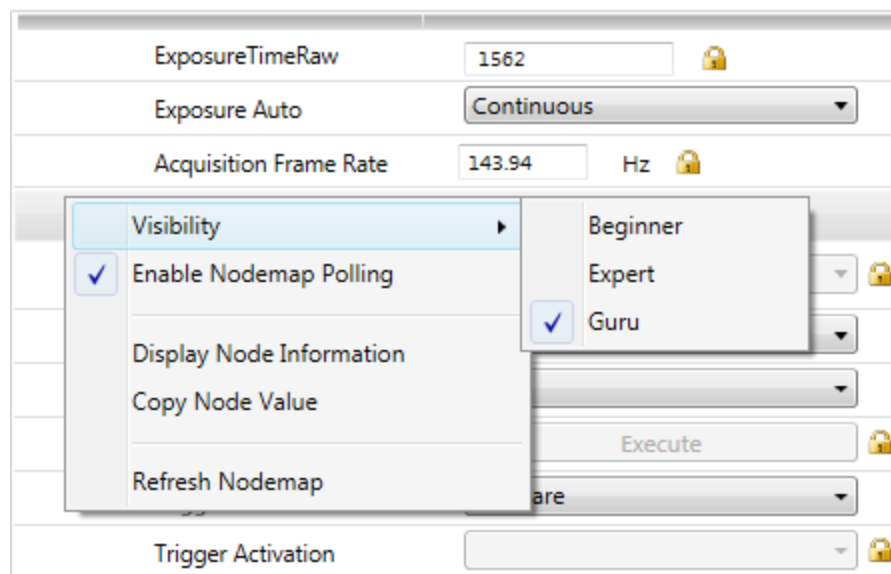 ExposureTimeRaw 1562
Exposure Auto Continuous
Acquisition Frame Rate 143.94 Hz
Visibility Beginner
Enable Nodemap Polling Expert
Guru
Display Node Information
Copy Node Value
Execute
Refresh Nodemap
are
Trigger Activation